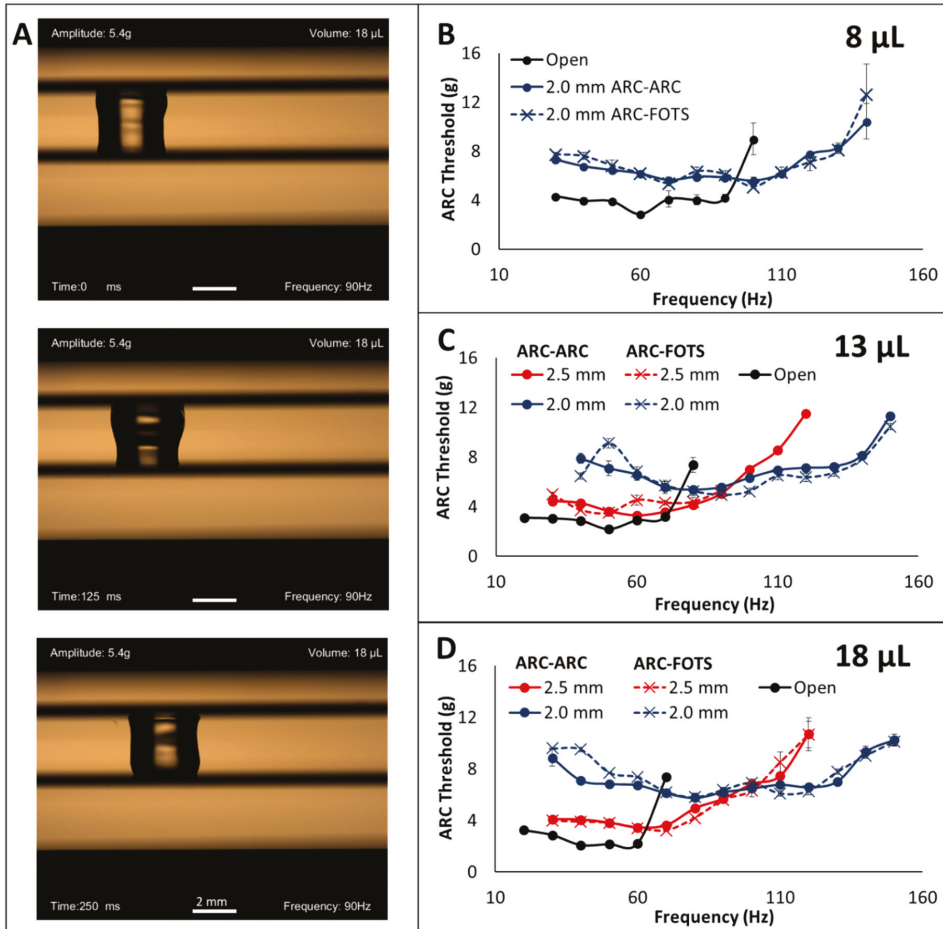 A
Amplitude: 5.4g Volume: 18 µL
Time:0 ms Frequency: 90Hz
Amplitude: 5.4g Volume: 18 µL
Time:125 ms Frequency: 90Hz
Amplitude: 5.4g Volume: 18 µL
2 mm
Time:250 ms Frequency: 90Hz
B 8 µL
Open
2.0 mm ARC-ARC
2.0 mm ARC-FOTS
ARC Threshold (g)
16
12
8
4
0
10 60 110 160
Frequency (Hz)
C 13 µL
ARC-ARC ARC-FOTS
2.5 mm 2.5 mm Open
2.0 mm 2.0 mm
ARC Threshold (g)
16
12
8
4
0
10 60 110 160
Frequency (Hz)
D 18 µL
ARC-ARC ARC-FOTS
2.5 mm 2.5 mm Open
2.0 mm 2.0 mm
ARC Threshold (g)
16
12
8
4
0
10 60 110 160
Frequency (Hz)